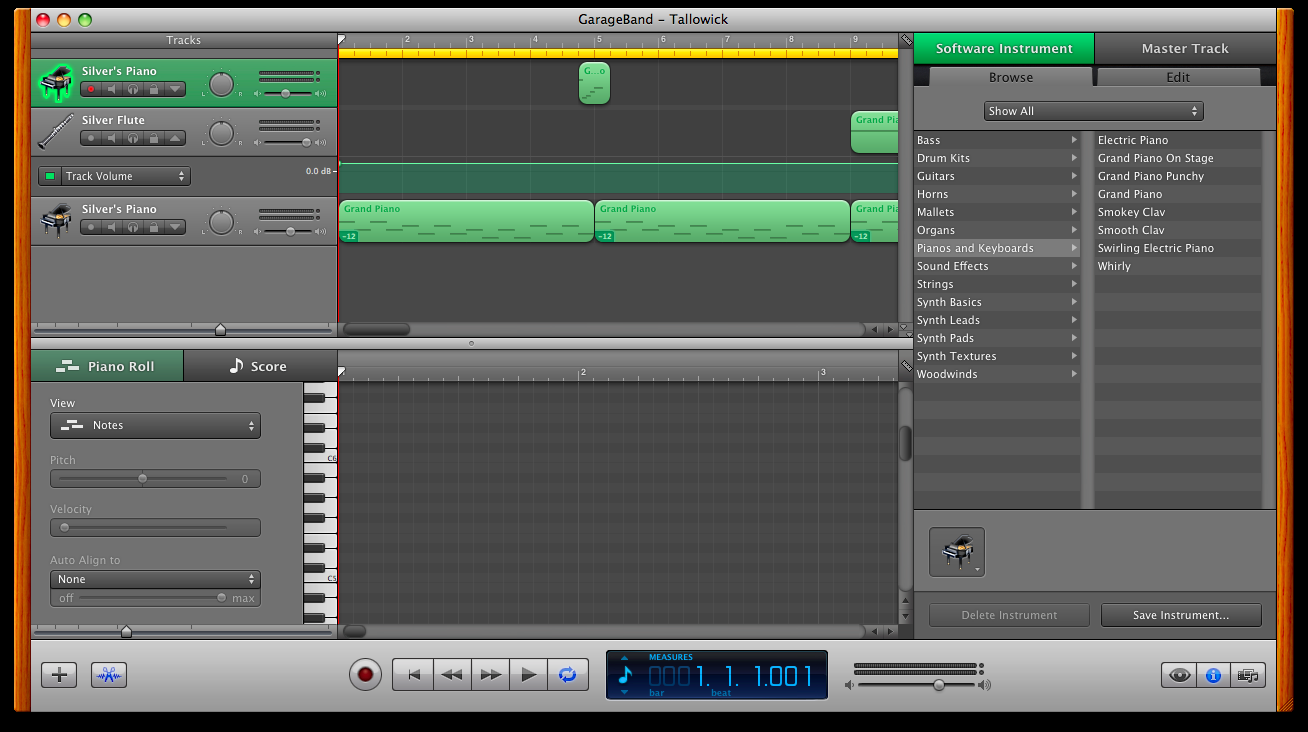 GarageBand – Tallowick
Tracks
2 3 4 5 6 7 8 9
Silver's Piano
L R
G...o
Silver Flute
L R
Grand Pia
Track Volume
0.0 dB
Silver's Piano
L R
Grand Piano
-12
Grand Piano
-12
Grand Pia
-12
Piano Roll
Score
2 3
View
Notes
Pitch
0
Velocity
Auto Align to
None
off max
C6
C5
Software Instrument
Master Track
Browse
Edit
Show All
Bass
Drum Kits
Guitars
Horns
Mallets
Organs
Pianos and Keyboards
Sound Effects
Strings
Synth Basics
Synth Leads
Synth Pads
Synth Textures
Woodwinds
Electric Piano
Grand Piano On Stage
Grand Piano Punchy
Grand Piano
Smokey Clav
Smooth Clav
Swirling Electric Piano
Whirly
Delete Instrument
Save Instrument...
MEASURES
0001. 1. 1.001
bar beat